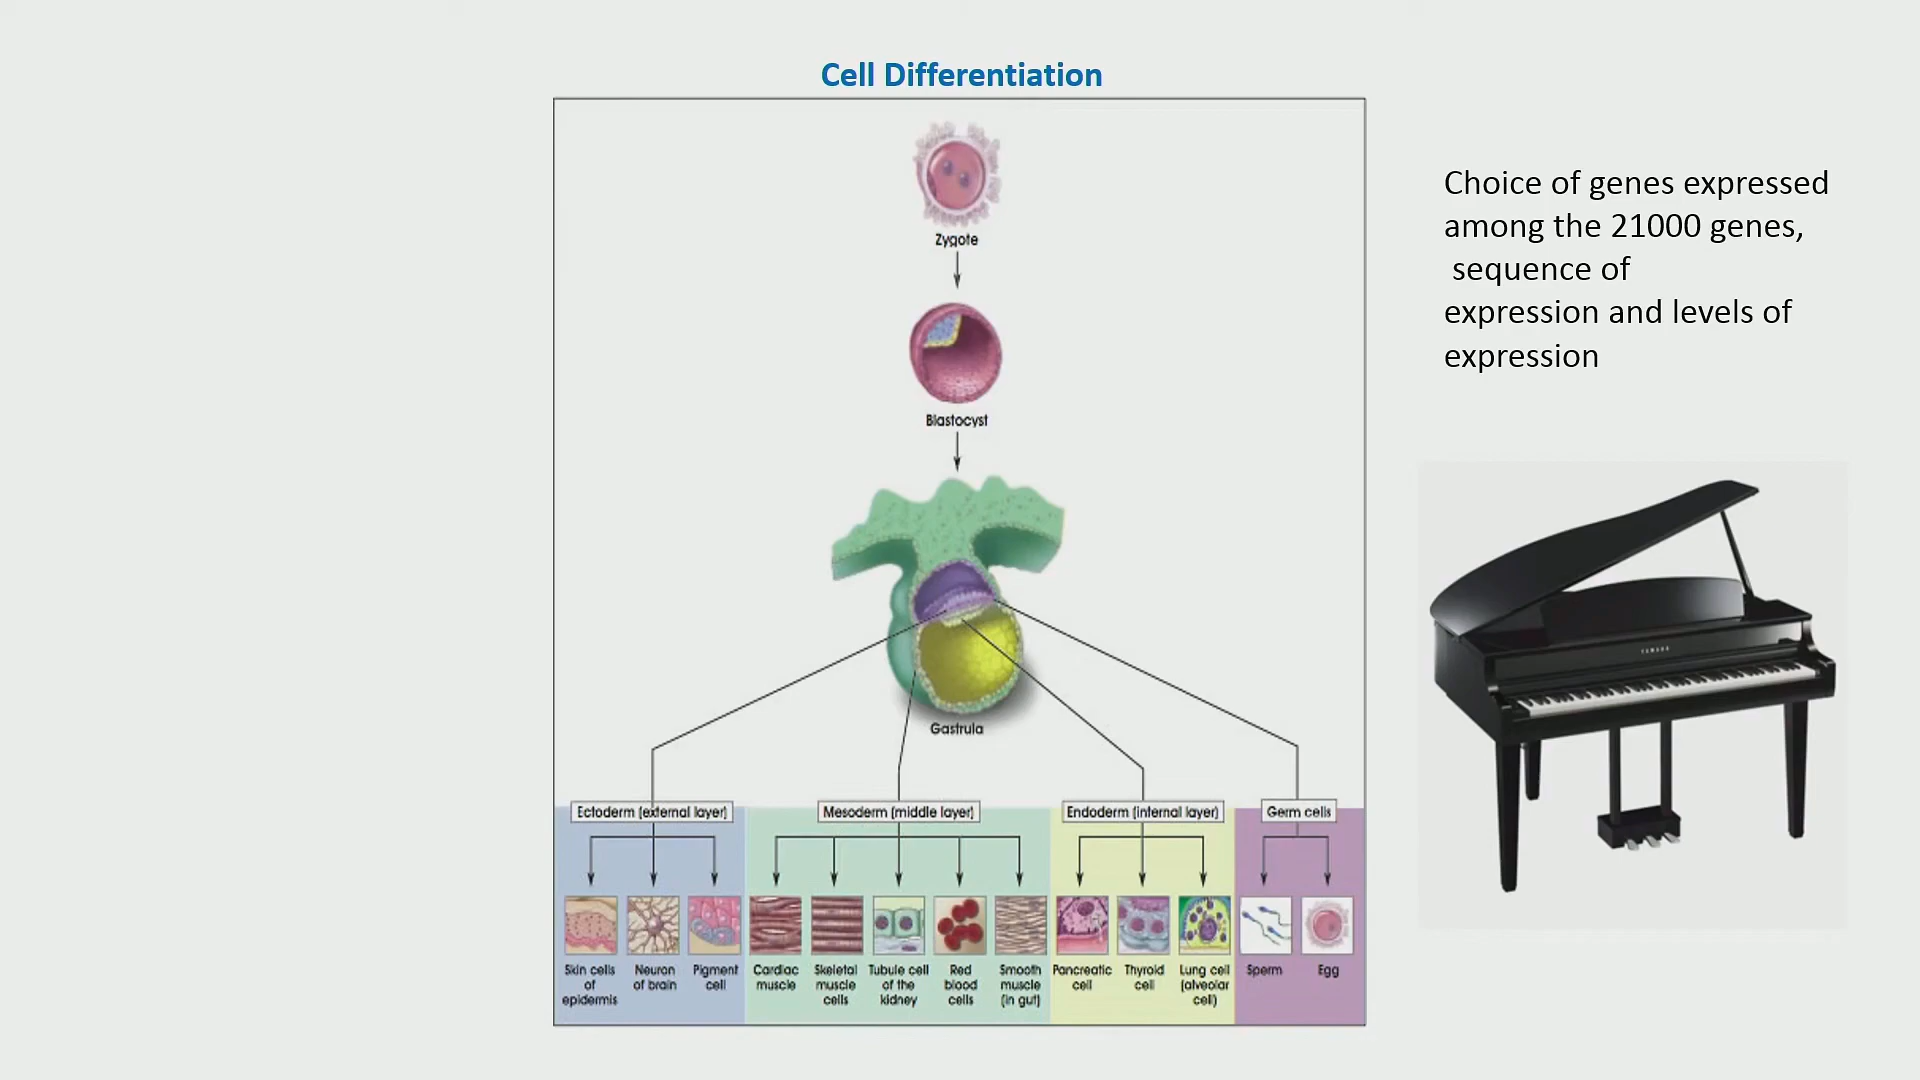 Cell Differentiation
Zygote
Blastocyst
Gastrula
Choice of genes expressed
among the 21000 genes,
sequence of
expression and levels of
expression
YAMAHA
Ectoderm (external layer)
Mesoderm (middle layer)
Endoderm (internal layer)
Germ cells
Skin cells
of
epidermis
Neuron
of brain
Pigment
cell
Cardiac
muscle
Skeletal
muscle
cells
Tubule cell
of the
kidney
Red
blood
cells
Smooth
muscle
(in gut)
Pancreatic
cell
Thyroid
cell
Lung cell
(alveolar
cell)
Sperm
Egg